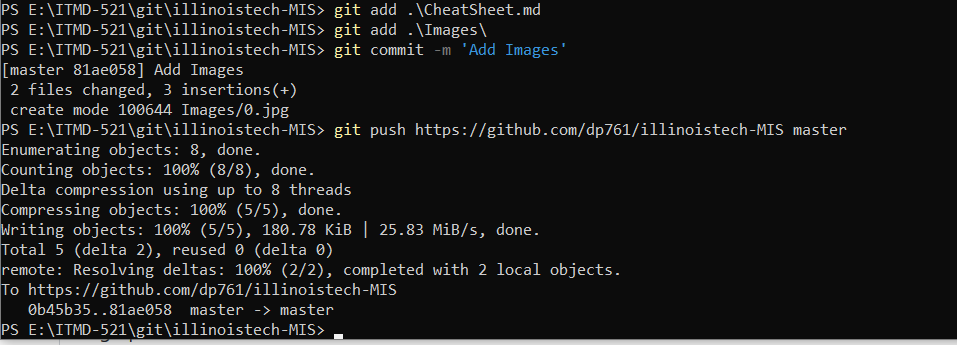 PS E:\ITMD-521\git\illinoistech-MIS> git add .\CheatSheet.md
PS E:\ITMD-521\git\illinoistech-MIS> git add .\Images\
PS E:\ITMD-521\git\illinoistech-MIS> git commit -m 'Add Images'
[master 81ae058] Add Images
 2 files changed, 3 insertions(+)
 create mode 100644 Images/0.jpg
PS E:\ITMD-521\git\illinoistech-MIS> git push https://github.com/dp761/illinoistech-MIS master
Enumerating objects: 8, done.
Counting objects: 100% (8/8), done.
Delta compression using up to 8 threads
Compressing objects: 100% (5/5), done.
Writing objects: 100% (5/5), 180.78 KiB | 25.83 MiB/s, done.
Total 5 (delta 2), reused 0 (delta 0)
remote: Resolving deltas: 100% (2/2), completed with 2 local objects.
To https://github.com/dp761/illinoistech-MIS
   0b45b35..81ae058  master -> master
PS E:\ITMD-521\git\illinoistech-MIS>